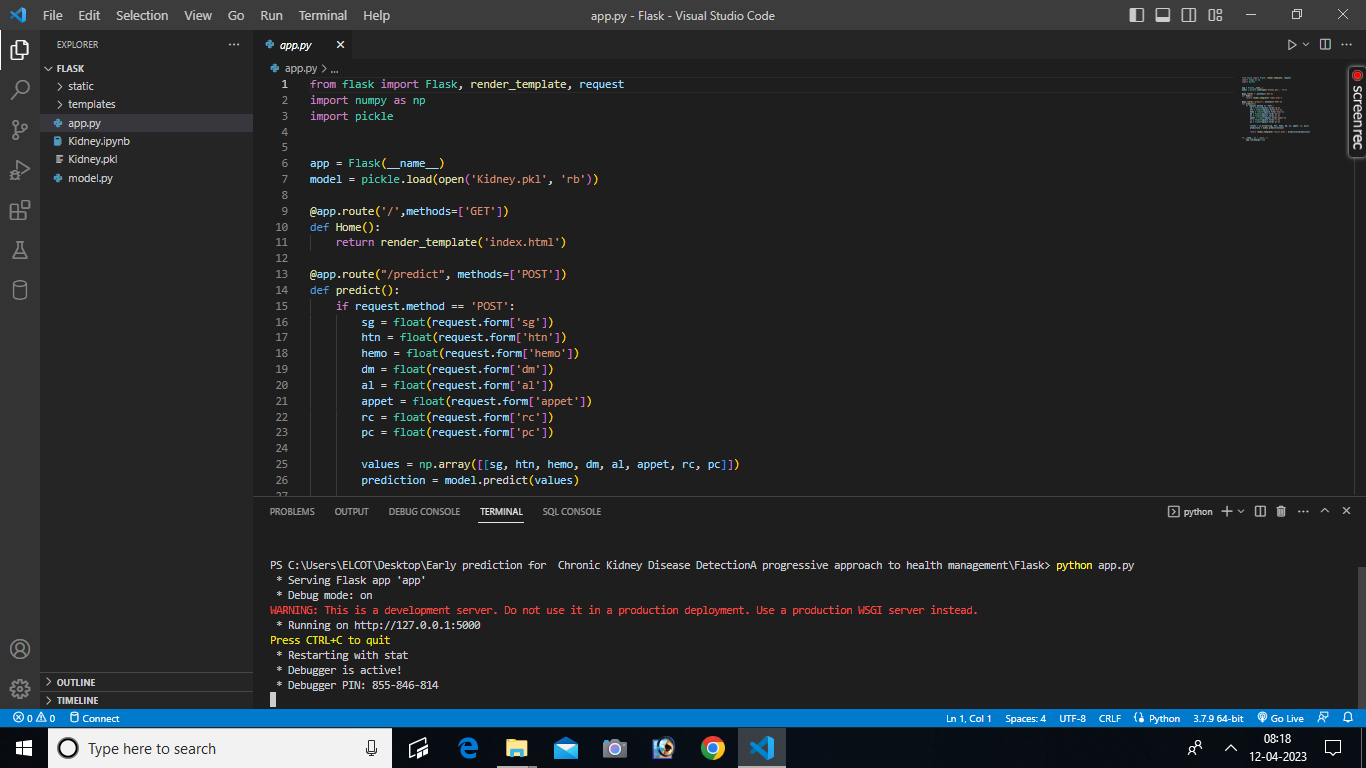 File Edit Selection View Go Run Terminal Help
app.py - Flask - Visual Studio Code
EXPLORER
FLASK
static
templates
app.py
Kidney.ipynb
Kidney.pkl
model.py
OUTLINE
TIMELINE
app.py
app.py > ...
1 from flask import Flask, render_template, request
2 import numpy as np
3 import pickle
4
5
6 app = Flask(__name__)
7 model = pickle.load(open('Kidney.pkl', 'rb'))
8
9 @app.route('/',methods=['GET'])
10 def Home():
11 return render_template('index.html')
12
13 @app.route("/predict", methods=['POST'])
14 def predict():
15 if request.method == 'POST':
16 sg = float(request.form['sg'])
17 htn = float(request.form['htn'])
18 hemo = float(request.form['hemo'])
19 dm = float(request.form['dm'])
20 al = float(request.form['al'])
21 appet = float(request.form['appet'])
22 rc = float(request.form['rc'])
23 pc = float(request.form['pc'])
24
25 values = np.array([[sg, htn, hemo, dm, al, appet, rc, pc]])
26 prediction = model.predict(values)
27
screenrec
PROBLEMS OUTPUT DEBUG CONSOLE TERMINAL SQL CONSOLE
python
PS C:\Users\ELCOT\Desktop\Early prediction for  Chronic Kidney Disease DetectionA progressive approach to health management\Flask> python app.py
* Serving Flask app 'app'
* Debug mode: on
WARNING: This is a development server. Do not use it in a production deployment. Use a production WSGI server instead.
* Running on http://127.0.0.1:5000
Press CTRL+C to quit
* Restarting with stat
* Debugger is active!
* Debugger PIN: 855-846-814
0 0 Connect
Ln 1, Col 1 Spaces: 4 UTF-8 CRLF Python 3.7.9 64-bit Go Live
Type here to search
08:18
12-04-2023